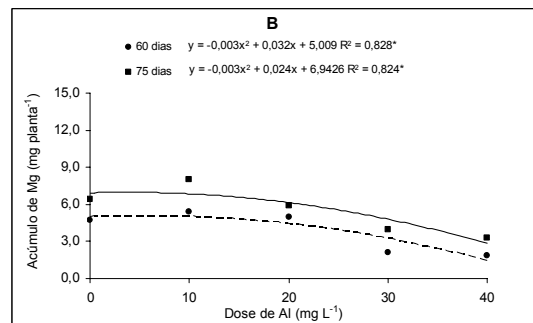 B
60 dias y = -0,003x² + 0,032x + 5,009 R² = 0,828*
75 dias y = -0,003x² + 0,024x + 6,9426 R² = 0,824*
Acúmulo de Mg (mg planta⁻¹)
15,0
12,0
9,0
6,0
3,0
0,0
0 10 20 30 40
Dose de Al (mg L⁻¹)